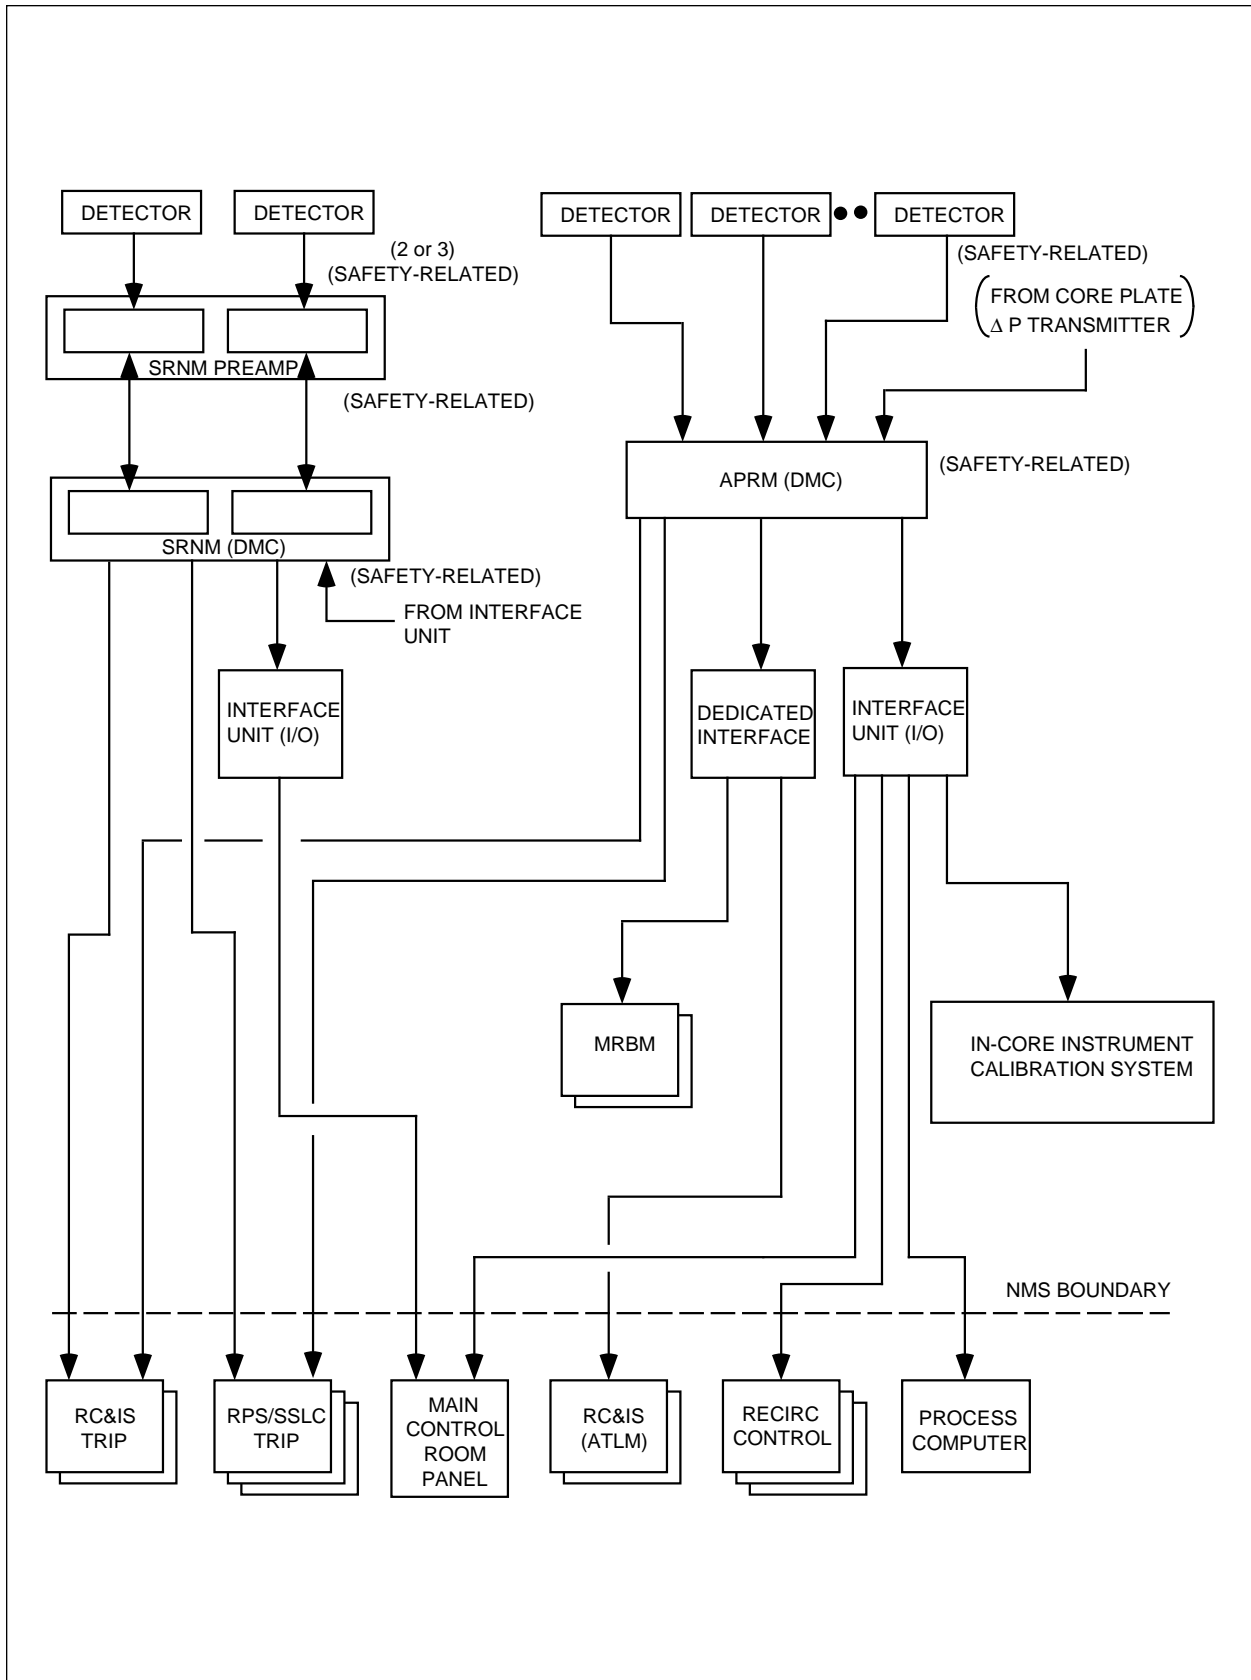 DETECTOR
DETECTOR
DETECTOR
DETECTOR
DETECTOR
(2 or 3)
(SAFETY-RELATED)
(SAFETY-RELATED)
(FROM CORE PLATE
Δ P TRANSMITTER)
SRNM PREAMP
(SAFETY-RELATED)
APRM (DMC)
(SAFETY-RELATED)
SRNM (DMC)
(SAFETY-RELATED)
FROM INTERFACE
UNIT
INTERFACE
UNIT (I/O)
DEDICATED
INTERFACE
INTERFACE
UNIT (I/O)
MRBM
IN-CORE INSTRUMENT
CALIBRATION SYSTEM
NMS BOUNDARY
RC&IS
TRIP
RPS/SSLC
TRIP
MAIN
CONTROL
ROOM
PANEL
RC&IS
(ATLM)
RECIRC
CONTROL
PROCESS
COMPUTER